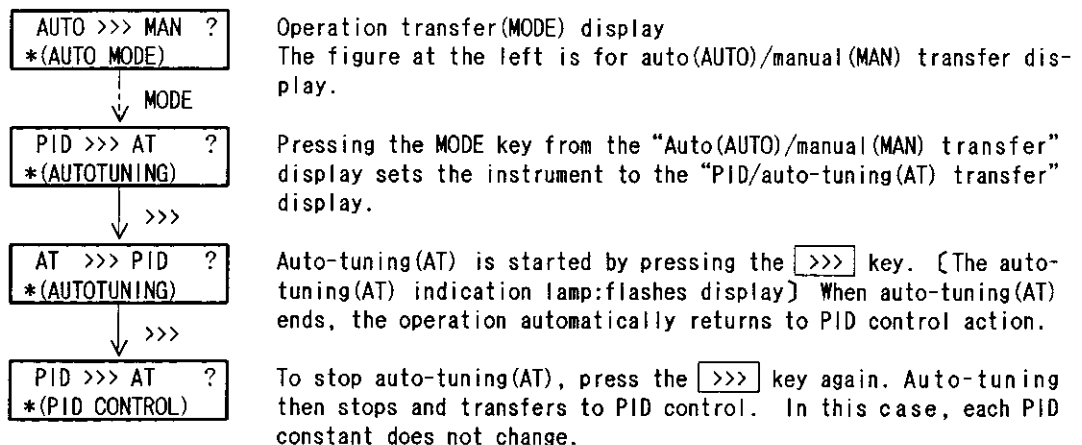 AUTO >>> MAN ?
*(AUTO MODE)
Operation transfer(MODE) display
The figure at the left is for auto(AUTO)/manual(MAN) transfer dis-
play.
MODE
PID >>> AT ?
*(AUTOTUNING)
Pressing the MODE key from the “Auto(AUTO)/manual(MAN) transfer”
display sets the instrument to the “PID/auto-tuning(AT) transfer”
display.
>>>
AT >>> PID ?
*(AUTOTUNING)
Auto-tuning(AT) is started by pressing the >>> key. [The auto-
tuning(AT) indication lamp:flashes display] When auto-tuning(AT)
ends, the operation automatically returns to PID control action.
>>>
PID >>> AT ?
*(PID CONTROL)
To stop auto-tuning(AT), press the >>> key again. Auto-tuning
then stops and transfers to PID control. In this case, each PID
constant does not change.